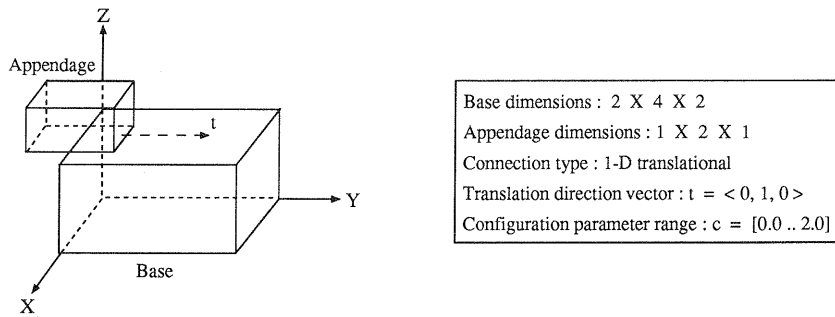 Z
Appendage
t
Y
Base
X
Base dimensions : 2 X 4 X 2
Appendage dimensions : 1 X 2 X 1
Connection type : 1-D translational
Translation direction vector : t = < 0, 1, 0 >
Configuration parameter range : c = [0.0 .. 2.0]